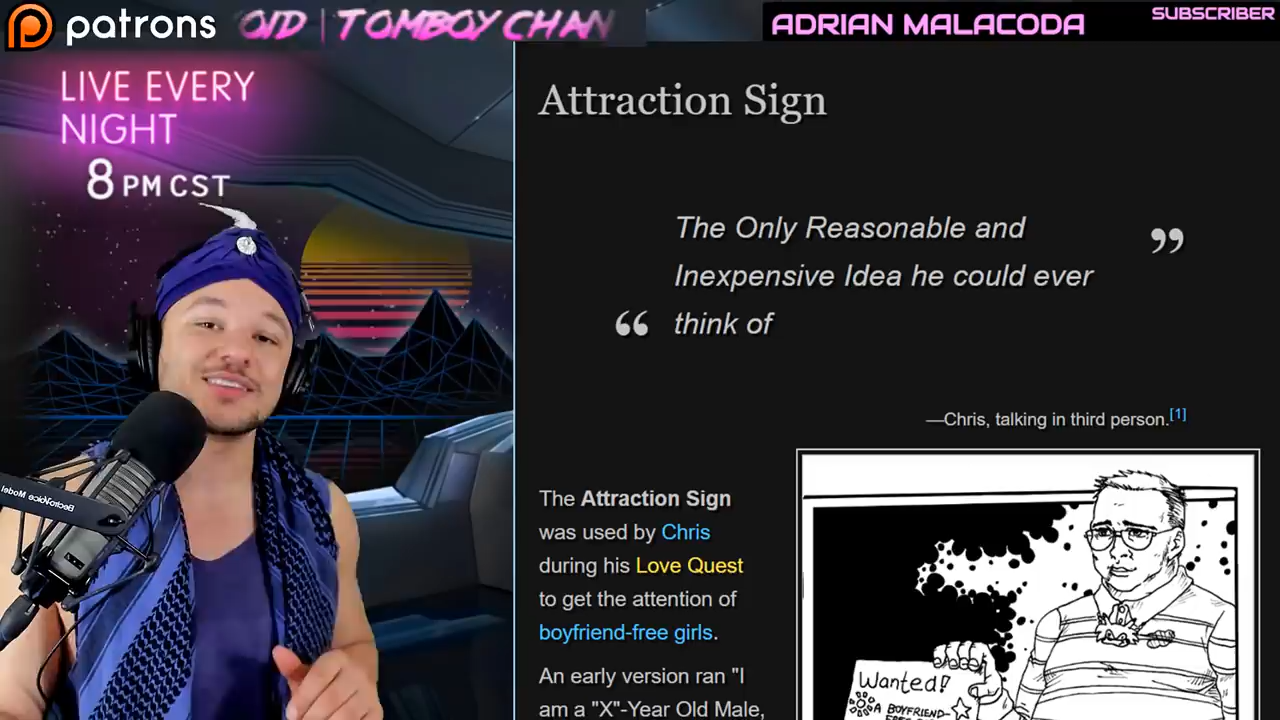 patrons
OID | TOMBOY CHAN
ADRIAN MALACODA
SUBSCRIBER
LIVE EVERY
NIGHT
8 PM CST
Attraction Sign
“ The Only Reasonable and
Inexpensive Idea he could ever
think of ”
—Chris, talking in third person.[1]
The Attraction Sign
was used by Chris
during his Love Quest
to get the attention of
boyfriend-free girls.
An early version ran "I
am a "X"-Year Old Male,
Wanted!
A BOYFRIEND-